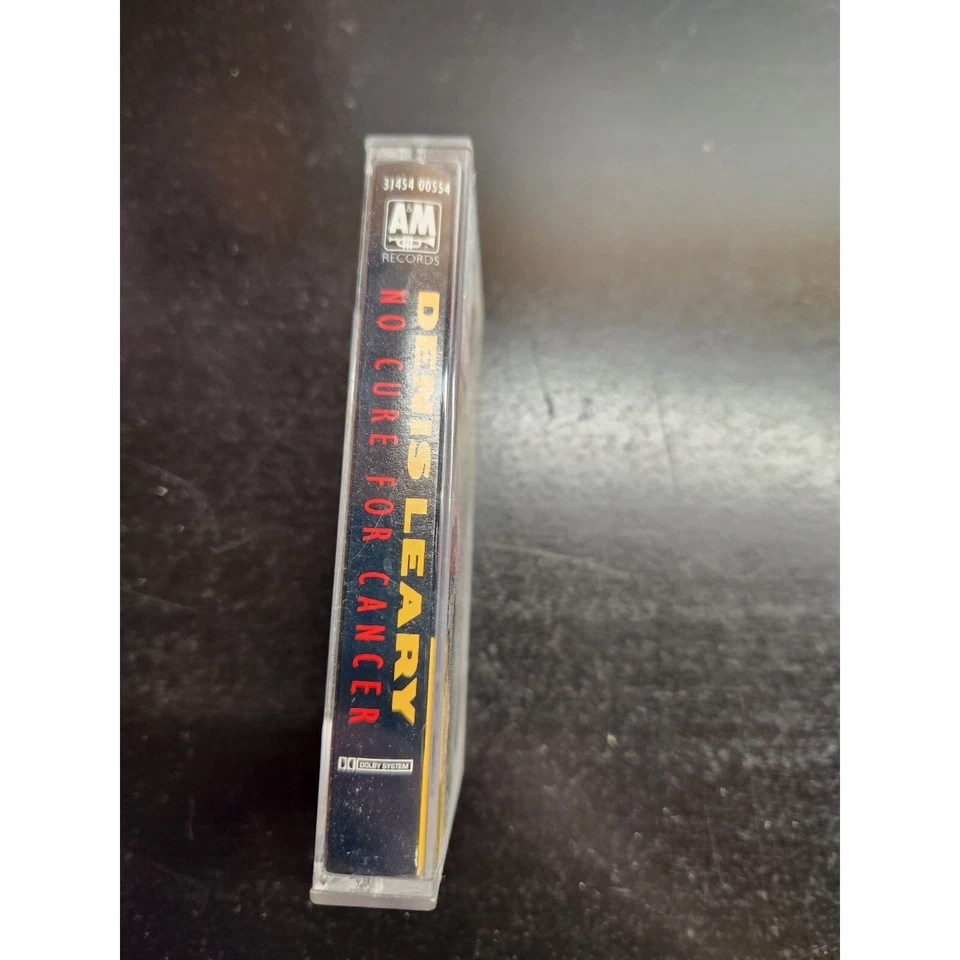 31454 00554
A&M
RECORDS
DENIS LEARY
NO CURE FOR CANCER
DOLBY SYSTEM